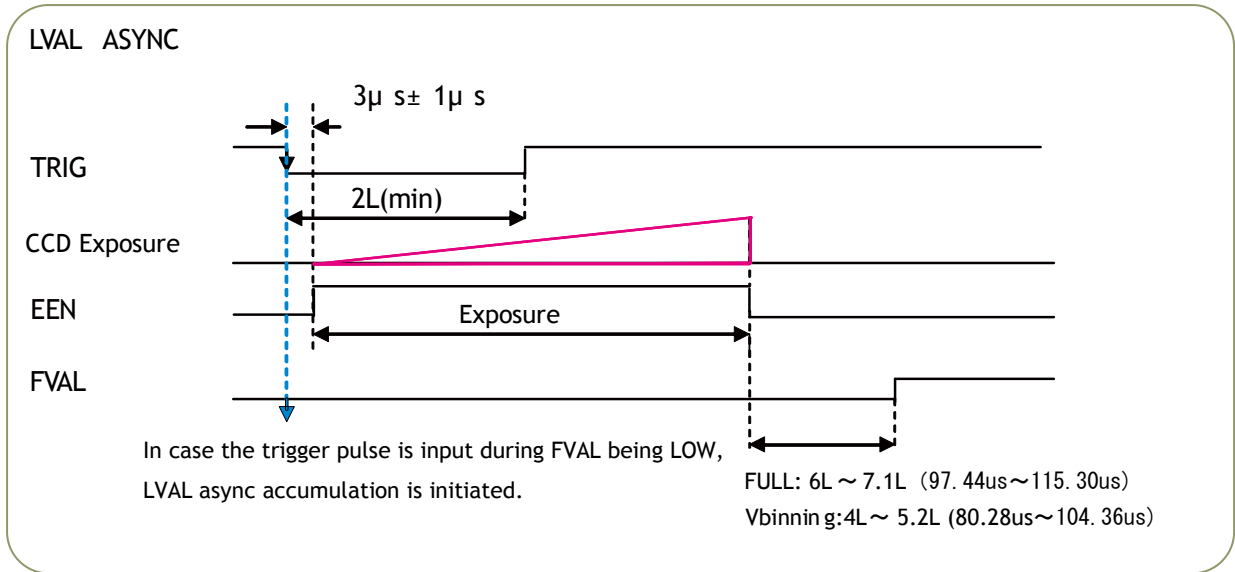 LVAL ASYNC
3μ s± 1μ s
TRIG
2L(min)
CCD Exposure
EEN
Exposure
FVAL
In case the trigger pulse is input during FVAL being LOW,
LVAL async accumulation is initiated.
FULL: 6L～7.1L (97.44us～115.30us)
Vbinnin g:4L～ 5.2L (80.28us～104.36us)